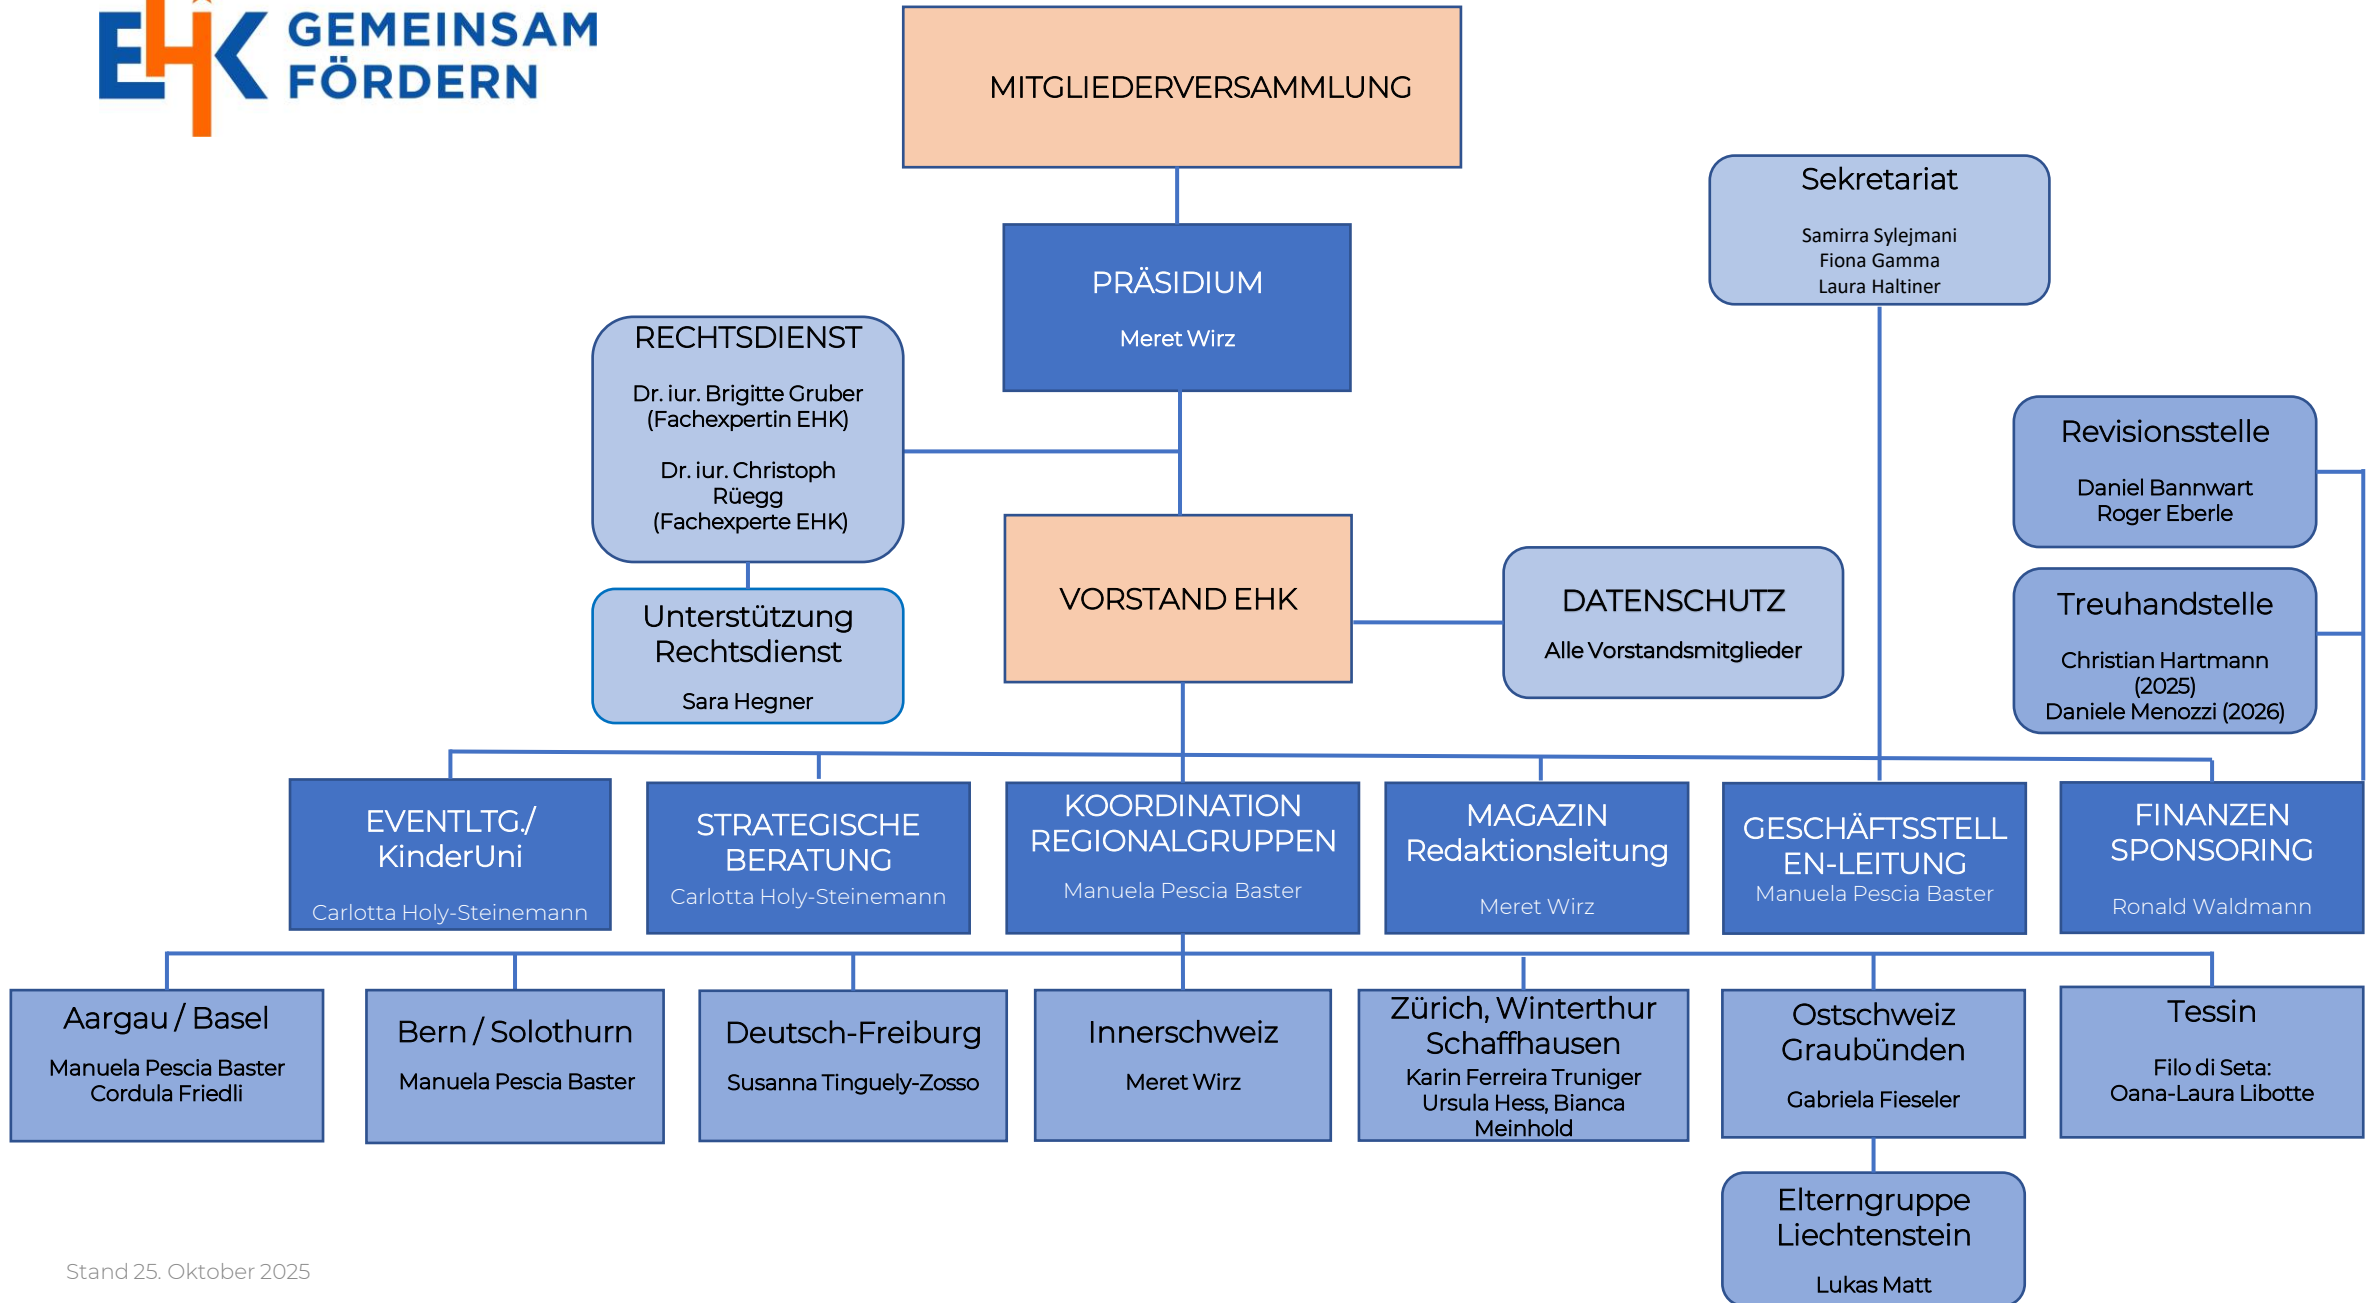 EHK GEMEINSAM
FÖRDERN
MITGLIEDERVERSAMMLUNG
Sekretariat
Samirra Sylejmani
Fiona Gamma
Laura Haltiner
PRÄSIDIUM
Meret Wirz
RECHTSDIENST
Dr. iur. Brigitte Gruber
(Fachexpertin EHK)
Dr. iur. Christoph
Rüegg
(Fachexperte EHK)
Revisionsstelle
Daniel Bannwart
Roger Eberle
VORSTAND EHK
DATENSCHUTZ
Alle Vorstandsmitglieder
Unterstützung
Rechtsdienst
Sara Hegner
Treuhandstelle
Christian Hartmann
(2025)
Daniele Menozzi (2026)
EVENTLTG./
KinderUni
Carlotta Holy-Steinemann
STRATEGISCHE
BERATUNG
Carlotta Holy-Steinemann
KOORDINATION
REGIONALGRUPPEN
Manuela Pescia Baster
MAGAZIN
Redaktionsleitung
Meret Wirz
GESCHÄFTSSTELL
EN-LEITUNG
Manuela Pescia Baster
FINANZEN
SPONSORING
Ronald Waldmann
Aargau / Basel
Manuela Pescia Baster
Cordula Friedli
Bern / Solothurn
Manuela Pescia Baster
Deutsch-Freiburg
Susanna Tinguely-Zosso
Innerschweiz
Meret Wirz
Zürich, Winterthur
Schaffhausen
Karin Ferreira Truniger
Ursula Hess, Bianca
Meinhold
Ostschweiz
Graubünden
Gabriela Fieseler
Tessin
Filo di Seta:
Oana-Laura Libotte
Elterngruppe
Liechtenstein
Lukas Matt
Stand 25. Oktober 2025